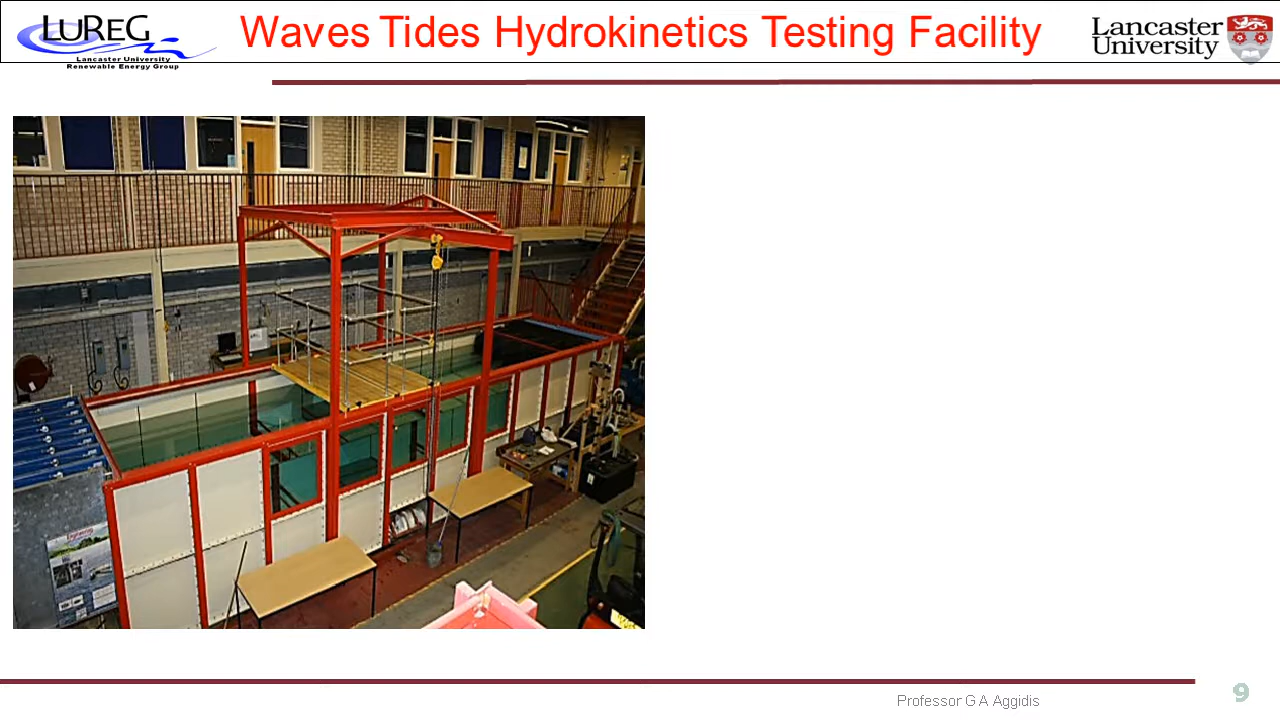 LUREG
Lancaster University
Renewable Energy Group
Waves Tides Hydrokinetics Testing Facility
Lancaster
University
Professor G A Aggidis
9